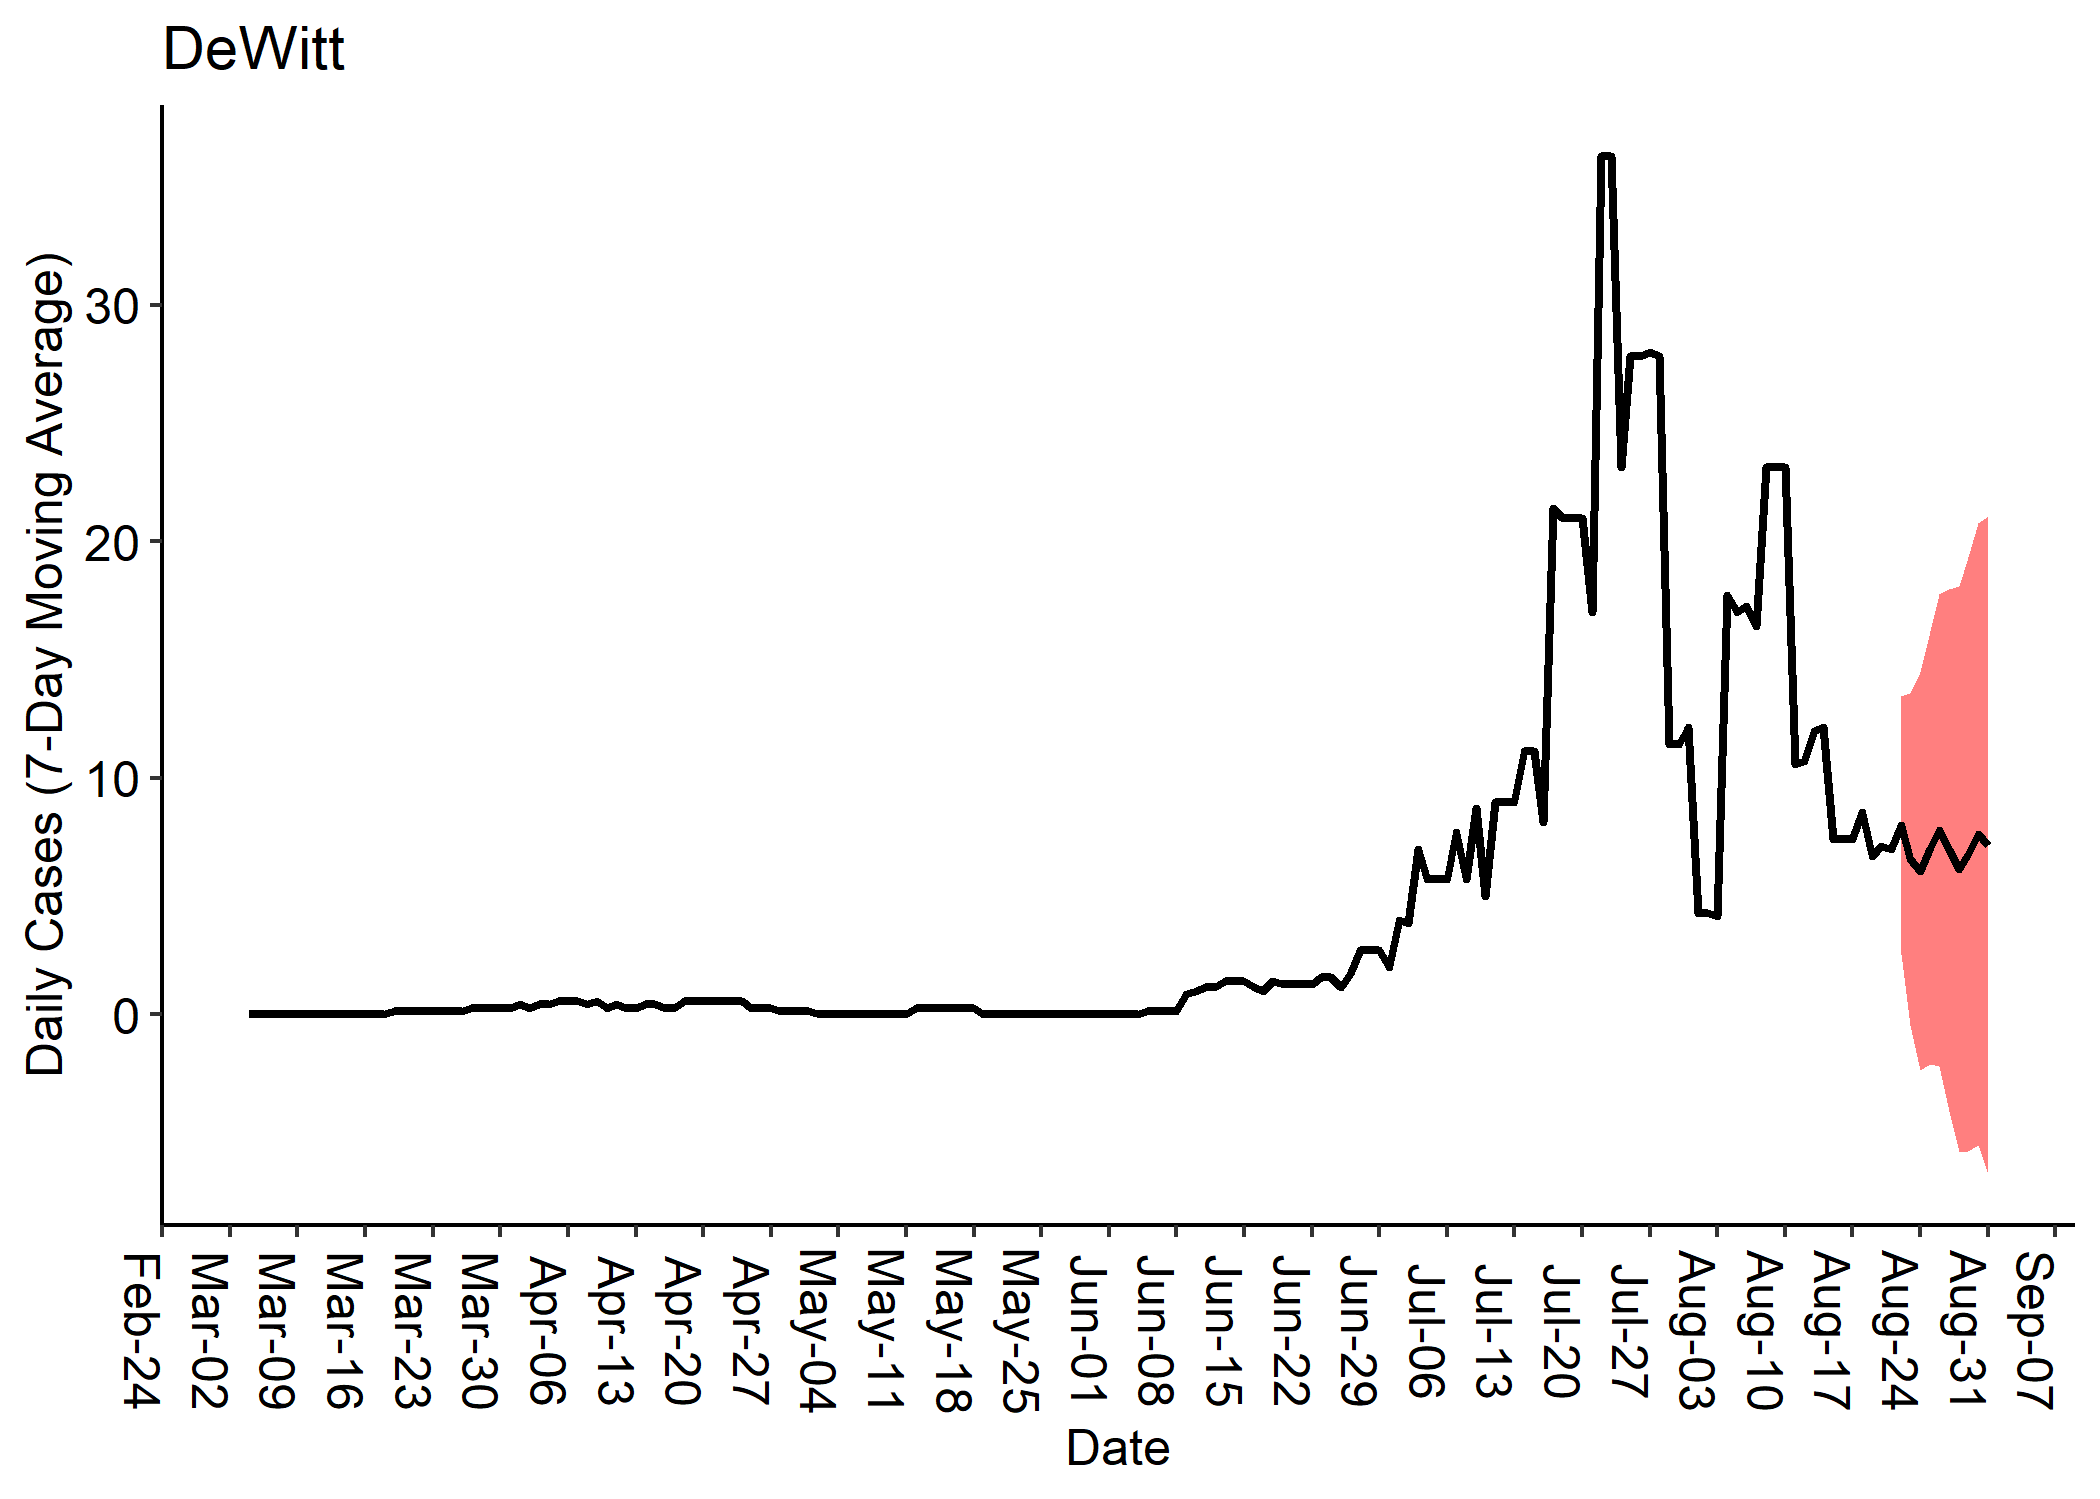 DeWitt
Daily Cases (7-Day Moving Average)
30
20
10
0
Feb-24
Mar-02
Mar-09
Mar-16
Mar-23
Mar-30
Apr-06
Apr-13
Apr-20
Apr-27
May-04
May-11
May-18
May-25
Jun-01
Jun-08
Jun-15
Jun-22
Jun-29
Jul-06
Jul-13
Jul-20
Jul-27
Aug-03
Aug-10
Aug-17
Aug-24
Aug-31
Sep-07
Date